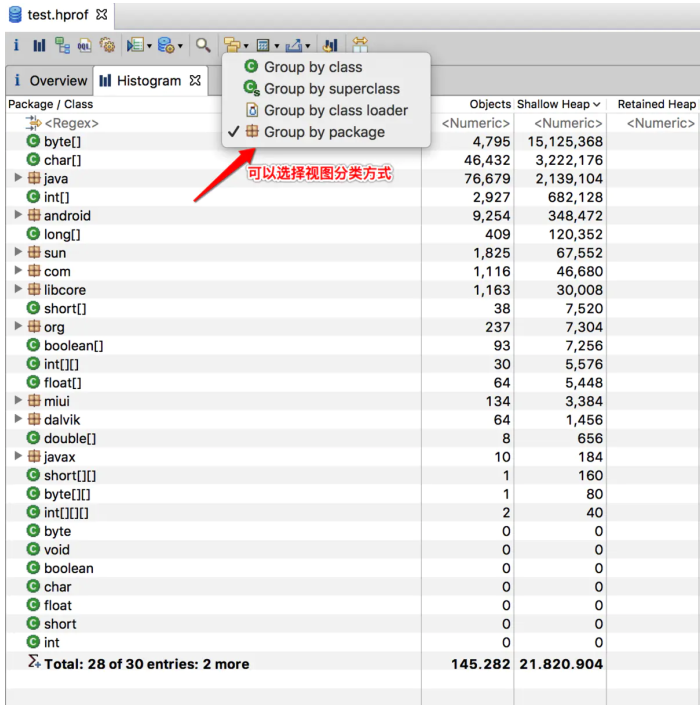 test.hprof
OQL
i Overview Histogram
Group by class
Group by superclass
Group by class loader
Group by package
可以选择视图分类方式
Package / Class Objects Shallow Heap Retained Heap
<Regex> <Numeric> <Numeric> <Numeric>
byte[] 4,795 15,125,368
char[] 46,432 3,222,176
java 76,679 2,139,104
int[] 2,927 682,128
android 9,254 348,472
long[] 409 120,352
sun 1,825 67,552
com 1,116 46,680
libcore 1,163 30,008
short[] 38 7,520
org 237 7,304
boolean[] 93 7,256
int[][] 30 5,576
float[] 64 5,448
miui 134 3,384
dalvik 64 1,456
double[] 8 656
javax 10 184
short[][] 1 160
byte[][] 1 80
int[][][] 2 40
byte 0 0
void 0 0
boolean 0 0
char 0 0
float 0 0
short 0 0
int 0 0
Total: 28 of 30 entries: 2 more 145.282 21.820.904